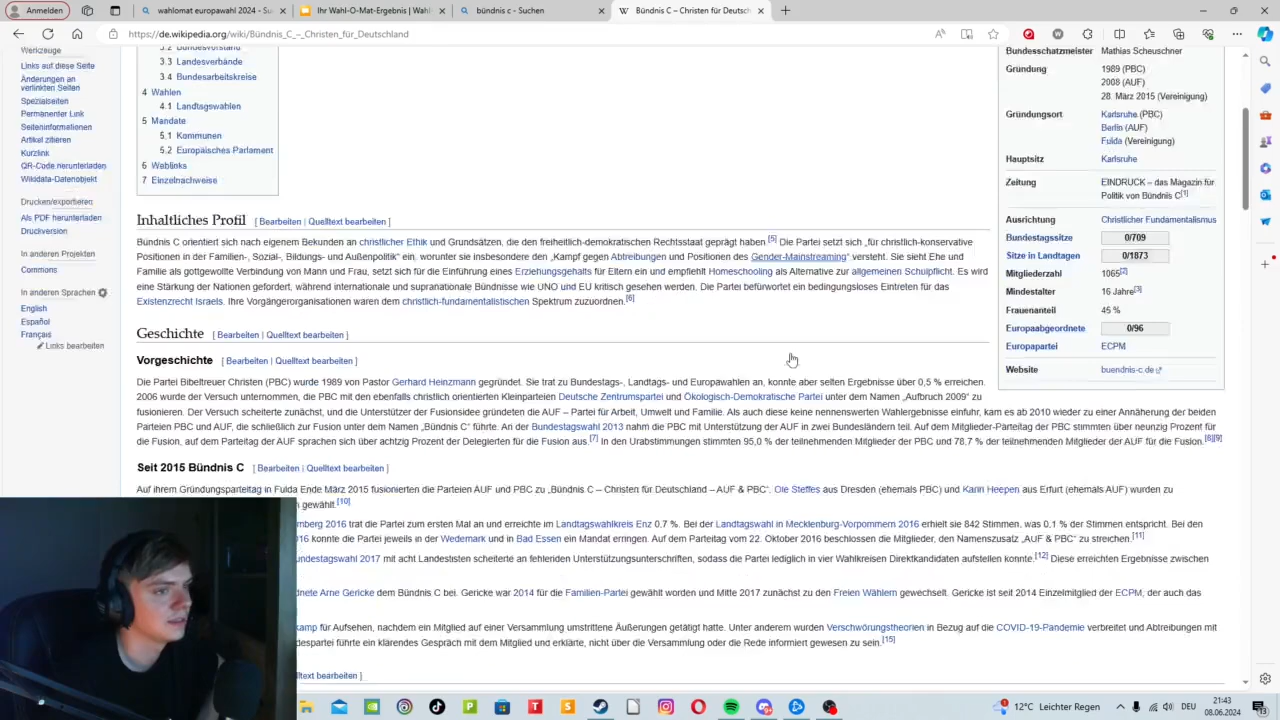 Anmelden
wahlomat europawahl 2024 - Su
Ihr Wahl-O-Mat-Ergebnis | Wahl-
bündnis c - Suchen
Bündnis C – Christen für Deutsch
https://de.wikipedia.org/wiki/Bündnis_C_–_Christen_für_Deutschland
Werkzeuge
Links auf diese Seite
Änderungen an
verlinkten Seiten
Spezialseiten
Permanenter Link
Seiteninformationen
Artikel zitieren
Kurzlink
QR-Code herunterladen
Wikidata-Datenobjekt
Drucken/exportieren
Als PDF herunterladen
Druckversion
In anderen Projekten
Commons
In anderen Sprachen
English
Español
Français
Links bearbeiten
3.2 Bundesvorstand
3.3 Landesverbände
3.4 Bundesarbeitskreise
4 Wahlen
4.1 Landtagswahlen
5 Mandate
5.1 Kommunen
5.2 Europäisches Parlament
6 Weblinks
7 Einzelnachweise
Bundesschatzmeister Mathias Scheuschner
Gründung 1989 (PBC)
2008 (AUF)
28. März 2015 (Vereinigung)
Gründungsort Karlsruhe (PBC)
Berlin (AUF)
Fulda (Vereinigung)
Hauptsitz Karlsruhe
Zeitung EINDRUCK – das Magazin für
Politik von Bündnis C[1]
Ausrichtung Christlicher Fundamentalismus
Bundestagssitze 0/709
Sitze in Landtagen 0/1873
Mitgliederzahl 1065[2]
Mindestalter 16 Jahre[3]
Frauenanteil 45 %
Europaabgeordnete 0/96
Europapartei ECPM
Website buendnis-c.de
Inhaltliches Profil [ Bearbeiten | Quelltext bearbeiten ]
Bündnis C orientiert sich nach eigenem Bekunden an christlicher Ethik und Grundsätzen, die den freiheitlich-demokratischen Rechtsstaat geprägt haben.[5] Die Partei setzt sich „für christlich-konservative
Positionen in der Familien-, Sozial-, Bildungs- und Außenpolitik“ ein, worunter sie insbesondere den „Kampf gegen Abtreibungen und Positionen des Gender-Mainstreaming“ versteht. Sie sieht Ehe und
Familie als gottgewollte Verbindung von Mann und Frau, setzt sich für die Einführung eines Erziehungsgehalts für Eltern ein und empfiehlt Homeschooling als Alternative zur allgemeinen Schulpflicht. Es wird
eine Stärkung der Nationen gefordert, während internationale und supranationale Bündnisse wie UNO und EU kritisch gesehen werden. Die Partei befürwortet ein bedingungsloses Eintreten für das
Existenzrecht Israels. Ihre Vorgängerorganisationen waren dem christlich-fundamentalistischen Spektrum zuzuordnen.[6]
Geschichte [ Bearbeiten | Quelltext bearbeiten ]
Vorgeschichte [ Bearbeiten | Quelltext bearbeiten ]
Die Partei Bibeltreuer Christen (PBC) wurde 1989 von Pastor Gerhard Heinzmann gegründet. Sie trat zu Bundestags-, Landtags- und Europawahlen an, konnte aber selten Ergebnisse über 0,5 % erreichen.
2006 wurde der Versuch unternommen, die PBC mit den ebenfalls christlich orientierten Kleinparteien Deutsche Zentrumspartei und Ökologisch-Demokratische Partei unter dem Namen „Aufbruch 2009“ zu
fusionieren. Der Versuch scheiterte zunächst, und die Unterstützer der Fusionsidee gründeten die AUF – Partei für Arbeit, Umwelt und Familie. Als auch diese keine nennenswerten Wahlergebnisse einfuhr, kam es ab 2010 wieder zu einer Annäherung der beiden
Parteien PBC und AUF, die schließlich zur Fusion unter dem Namen „Bündnis C“ führte. An der Bundestagswahl 2013 nahm die PBC mit Unterstützung der AUF in zwei Bundesländern teil. Auf dem Mitglieder-Parteitag der PBC stimmten über neunzig Prozent für
die Fusion, auf dem Parteitag der AUF sprachen sich über achtzig Prozent der Delegierten für die Fusion aus.[7] In den Urabstimmungen stimmten 95,0 % der teilnehmenden Mitglieder der PBC und 78,7 % der teilnehmenden Mitglieder der AUF für die Fusion.[8][9]
Seit 2015 Bündnis C [ Bearbeiten | Quelltext bearbeiten ]
Auf ihrem Gründungsparteitag in Fulda Ende März 2015 fusionierten die Parteien AUF und PBC zu „Bündnis C – Christen für Deutschland – AUF & PBC“. Ole Steffes aus Dresden (ehemals PBC) und Karin Heepen aus Erfurt (ehemals AUF) wurden zu
gewählt.[10]
mberg 2016 trat die Partei zum ersten Mal an und erreichte im Landtagswahlkreis Enz 0,7 %. Bei der Landtagswahl in Mecklenburg-Vorpommern 2016 erhielt sie 842 Stimmen, was 0,1 % der Stimmen entspricht. Bei den
016 konnte die Partei jeweils in der Wedemark und in Bad Essen ein Mandat erringen. Auf dem Parteitag vom 22. Oktober 2016 beschlossen die Mitglieder, den Namenszusatz „AUF & PBC“ zu streichen.[11]
undestagswahl 2017 mit acht Landeslisten scheiterte an fehlenden Unterstützungsunterschriften, sodass die Partei lediglich in vier Wahlkreisen Direktkandidaten aufstellen konnte.[12] Diese erreichten Ergebnisse zwischen
dnete Arne Gericke dem Bündnis C bei. Gericke war 2014 für die Familien-Partei gewählt worden und Mitte 2017 zunächst zu den Freien Wählern gewechselt. Gericke ist seit 2014 Einzelmitglied der ECPM, der auch das
kamp für Aufsehen, nachdem ein Mitglied auf einer Versammlung umstrittene Äußerungen getätigt hatte. Unter anderem wurden Verschwörungstheorien in Bezug auf die COVID-19-Pandemie verbreitet und Abtreibungen mit
despartei führte ein klärendes Gespräch mit dem Mitglied und erklärte, nicht über die Versammlung oder die Rede informiert gewesen zu sein.[15]
lltext bearbeiten ]
12°C Leichter Regen
DEU
21:43
08.06.2024